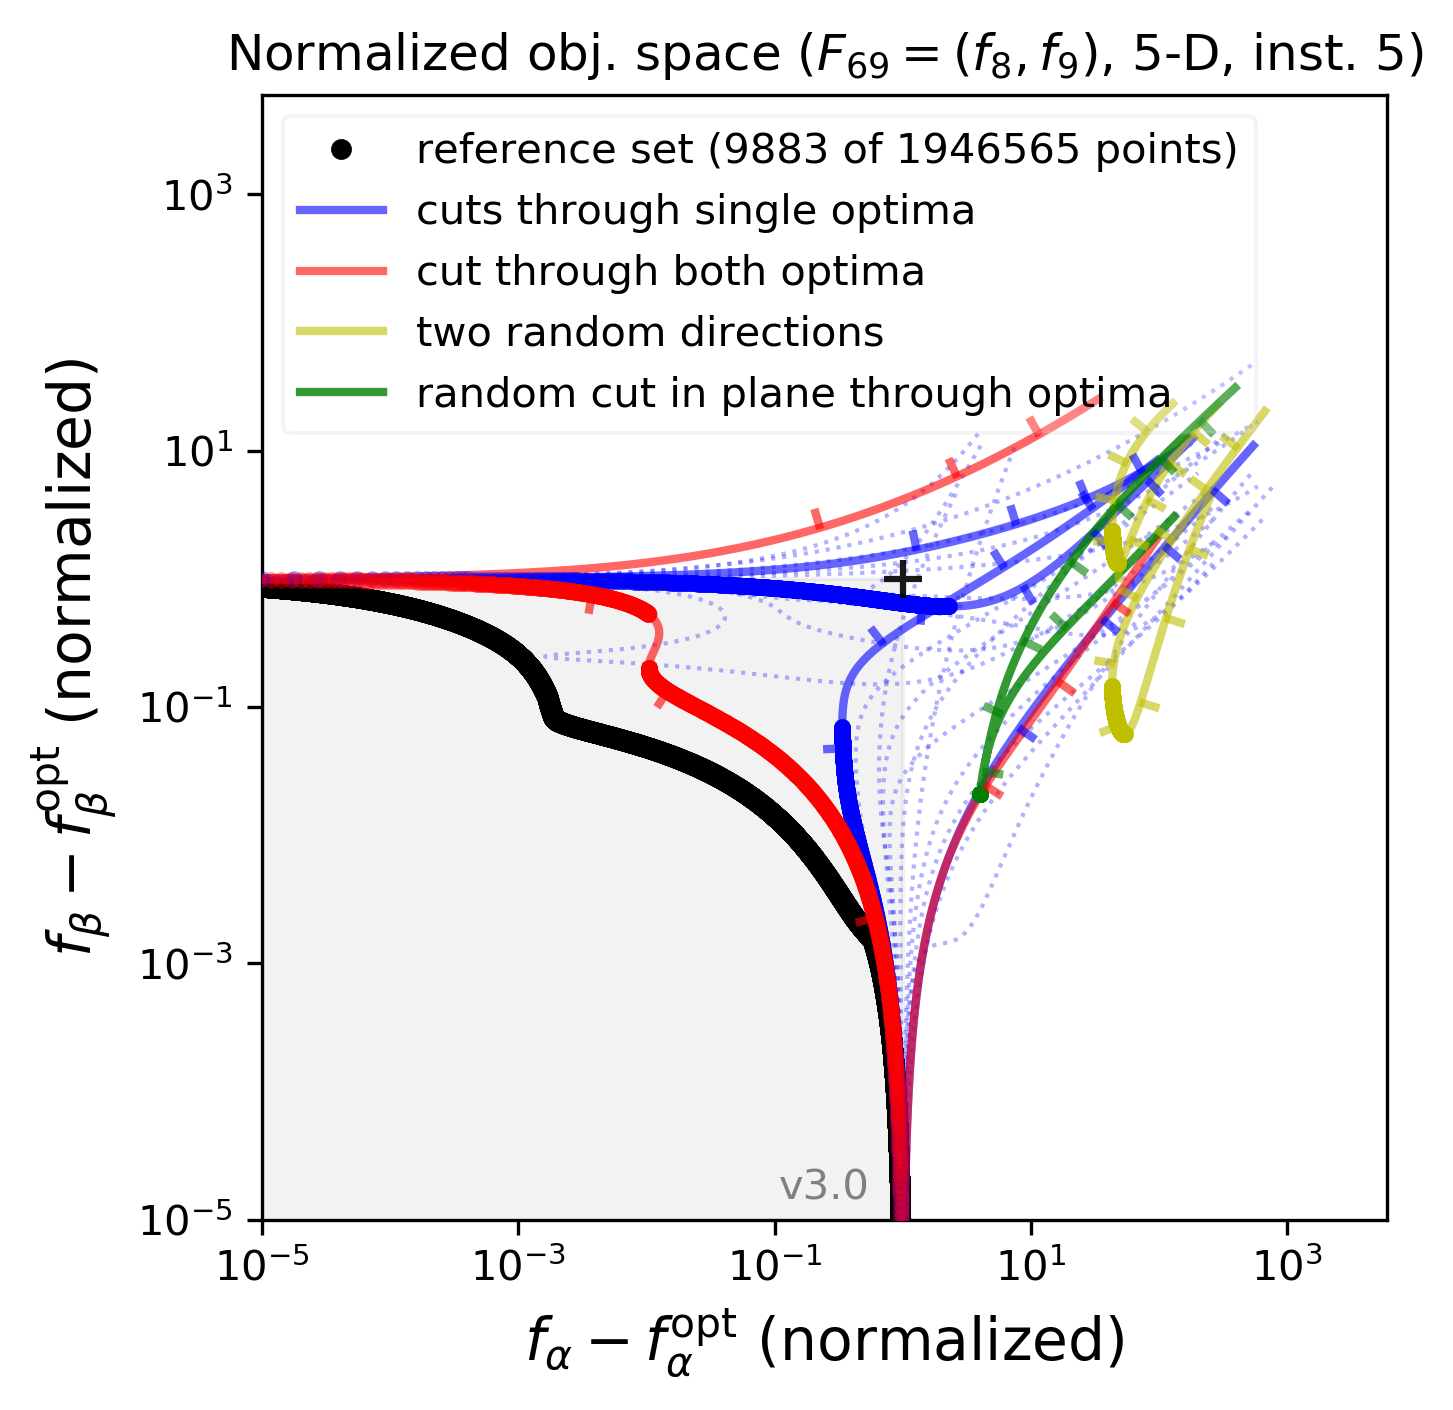 Normalized obj. space (F₆₉ = (f₈, f₉), 5-D, inst. 5)
reference set (9883 of 1946565 points)
cuts through single optima
cut through both optima
two random directions
random cut in plane through optima
10³
10¹
10⁻¹
10⁻³
10⁻⁵
f_β − f_β^opt (normalized)
v3.0
10⁻⁵
10⁻³
10⁻¹
10¹
10³
f_α − f_α^opt (normalized)